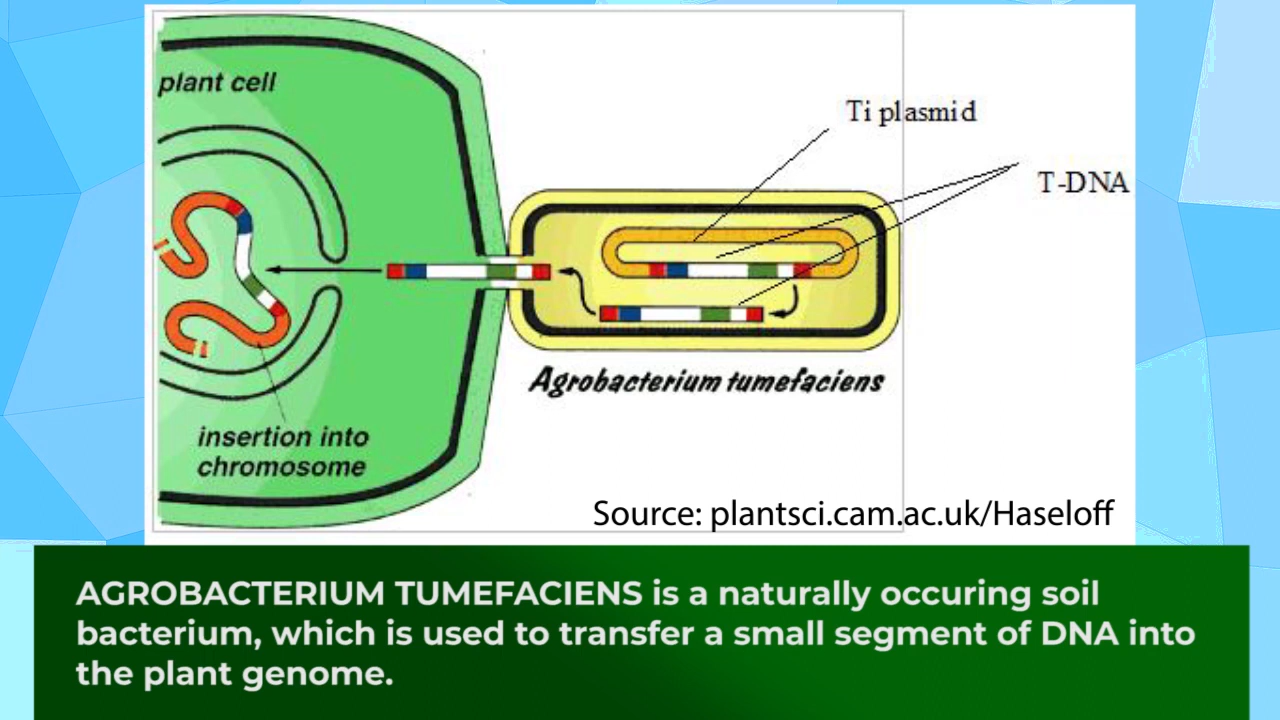 plant cell
Ti plasmid
T-DNA
Agrobacterium tumefaciens
insertion into
chromosome
Source: plantsci.cam.ac.uk/Haseloff
AGROBACTERIUM TUMEFACIENS is a naturally occuring soil
bacterium, which is used to transfer a small segment of DNA into
the plant genome.